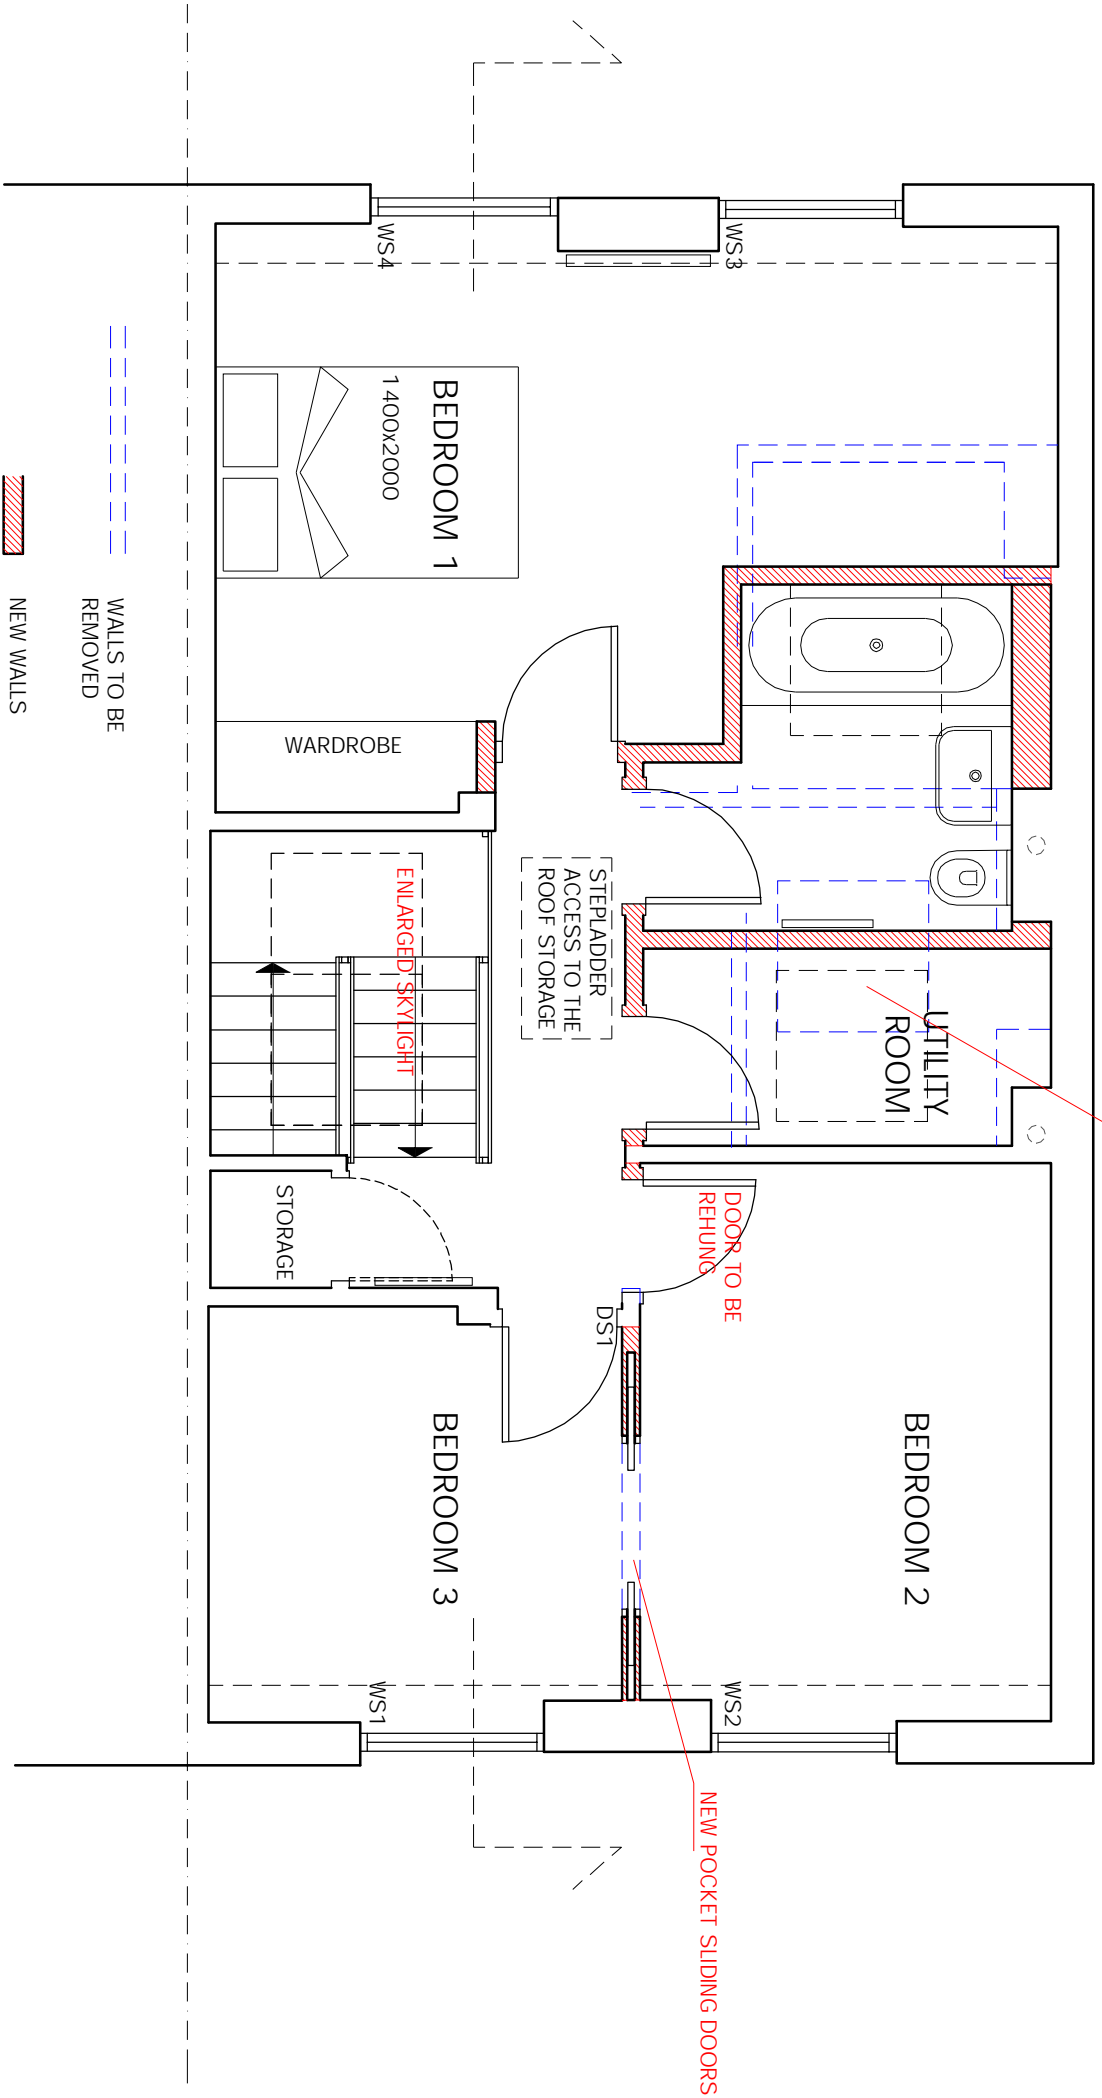 WS4
WS3
BEDROOM 1
1400x2000
WALLS TO BE
REMOVED
NEW WALLS
WARDROBE
STEPLADDER
ACCESS TO THE
ROOF STORAGE
ENLARGED SKYLIGHT
UTILITY
ROOM
STORAGE
DOOR TO BE
REHUNG
DS1
BEDROOM 3
BEDROOM 2
WS1
WS2
NEW POCKET SLIDING DOORS